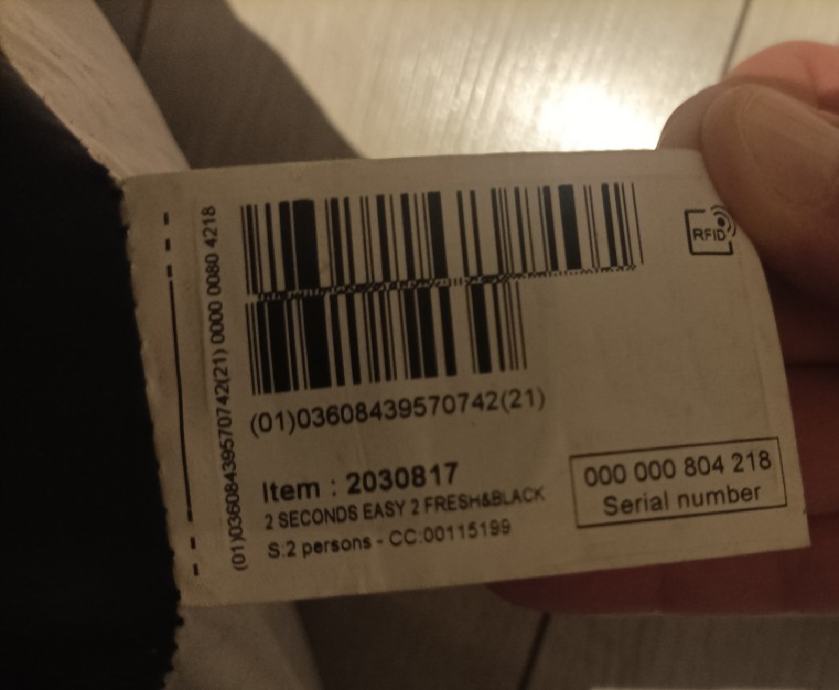 (01)03608439570742(21) 0000 0080 4218
RFID
(01)03608439570742(21)
Item : 2030817
2 SECONDS EASY 2 FRESH&BLACK
S:2 persons - CC:00115199
000 000 804 218
Serial number